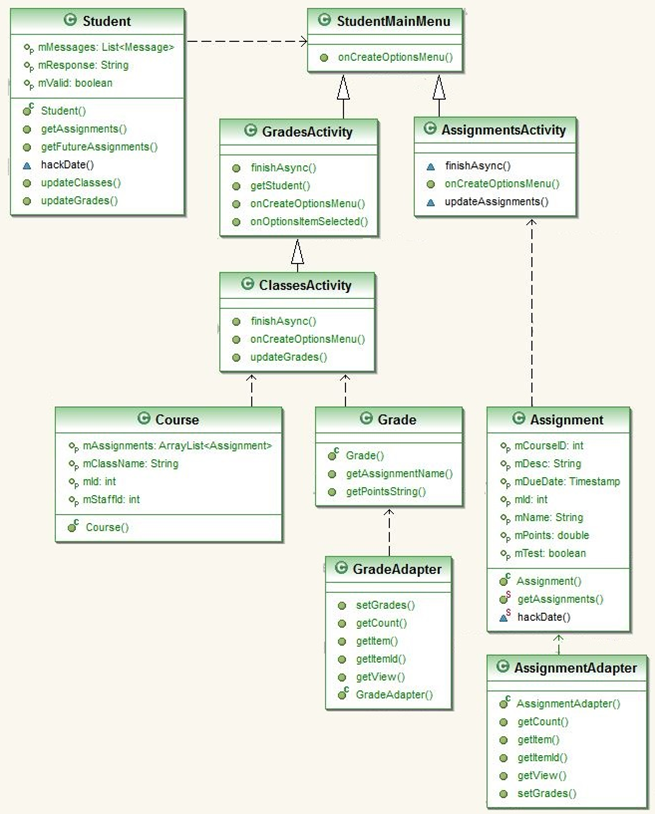 Student
mMessages: List<Message>
mResponse: String
mValid: boolean
Student()
getAssignments()
getFutureAssignments()
hackDate()
updateClasses()
updateGrades()
StudentMainMenu
onCreateOptionsMenu()
GradesActivity
finishAsync()
getStudent()
onCreateOptionsMenu()
onOptionsItemSelected()
AssignmentsActivity
finishAsync()
onCreateOptionsMenu()
updateAssignments()
ClassesActivity
finishAsync()
onCreateOptionsMenu()
updateGrades()
Course
mAssignments: ArrayList<Assignment>
mClassName: String
mId: int
mStaffId: int
Course()
Grade
Grade()
getAssignmentName()
getPointsString()
Assignment
mCourseID: int
mDesc: String
mDueDate: Timestamp
mId: int
mName: String
mPoints: double
mTest: boolean
Assignment()
getAssignments()
hackDate()
GradeAdapter
setGrades()
getCount()
getItem()
getItemId()
getView()
GradeAdapter()
AssignmentAdapter
AssignmentAdapter()
getCount()
getItem()
getItemId()
getView()
setGrades()